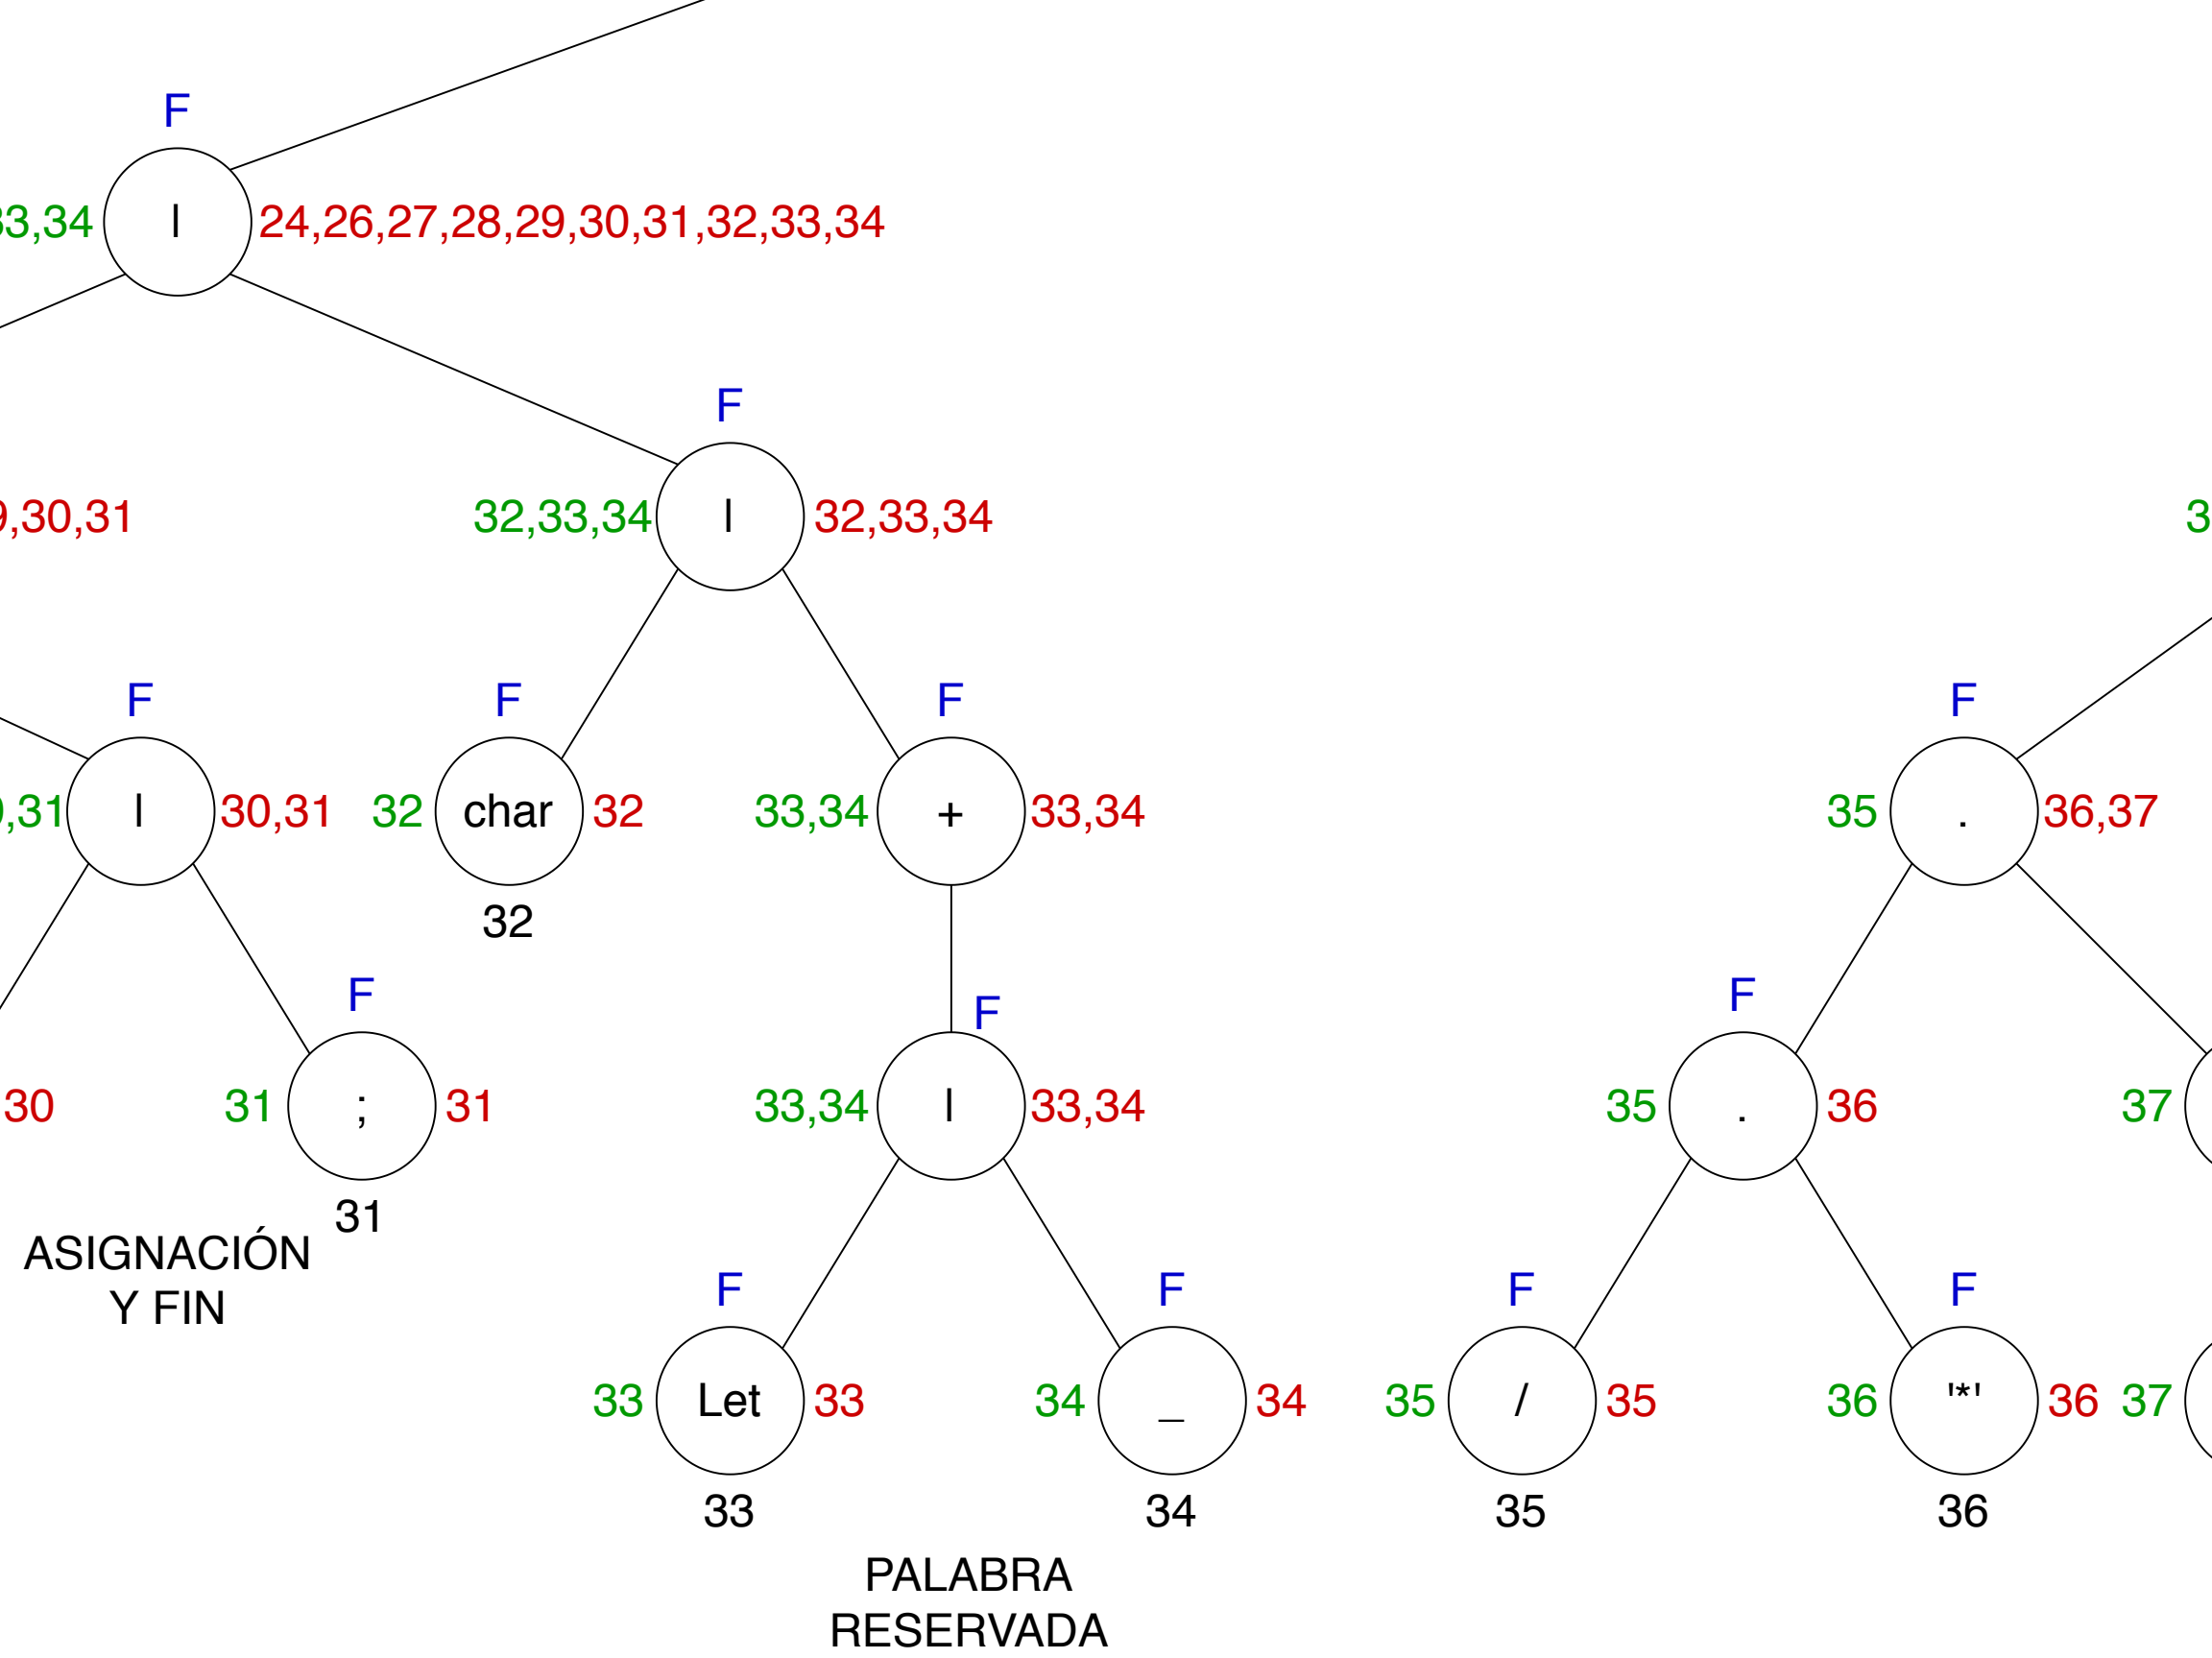 F
33,34 | 24,26,27,28,29,30,31,32,33,34
F
,30,31 32,33,34 | 32,33,34
F F F F
,31 | 30,31 32 char 32 33,34 + 33,34 35 . 36,37
32
F F F
30 31 ; 31 33,34 | 33,34 35 . 36 37
31
ASIGNACIÓN
Y FIN
F F F F
33 Let 33 34 _ 34 35 / 35 36 '*' 36 37
33 34 35 36
PALABRA
RESERVADA